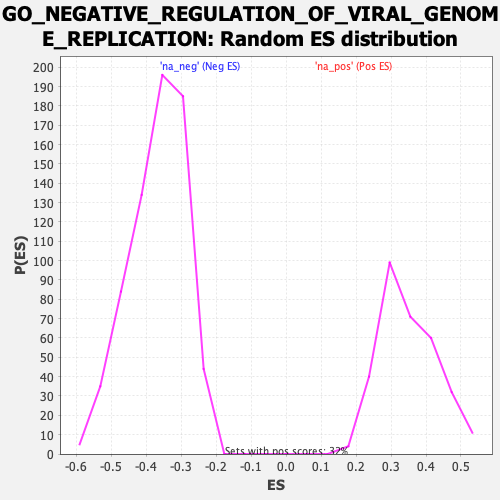 GO_NEGATIVE_REGULATION_OF_VIRAL_GENOM
E_REPLICATION: Random ES distribution
'na_neg' (Neg ES)
'na_pos' (Pos ES)
200
190
180
170
160
150
140
130
120
110
100
90
80
70
60
50
40
30
20
10
0
P(ES)
Sets with pos scores: 32%
-0.6 -0.5 -0.4 -0.3 -0.2 -0.1 0.0 0.1 0.2 0.3 0.4 0.5
ES